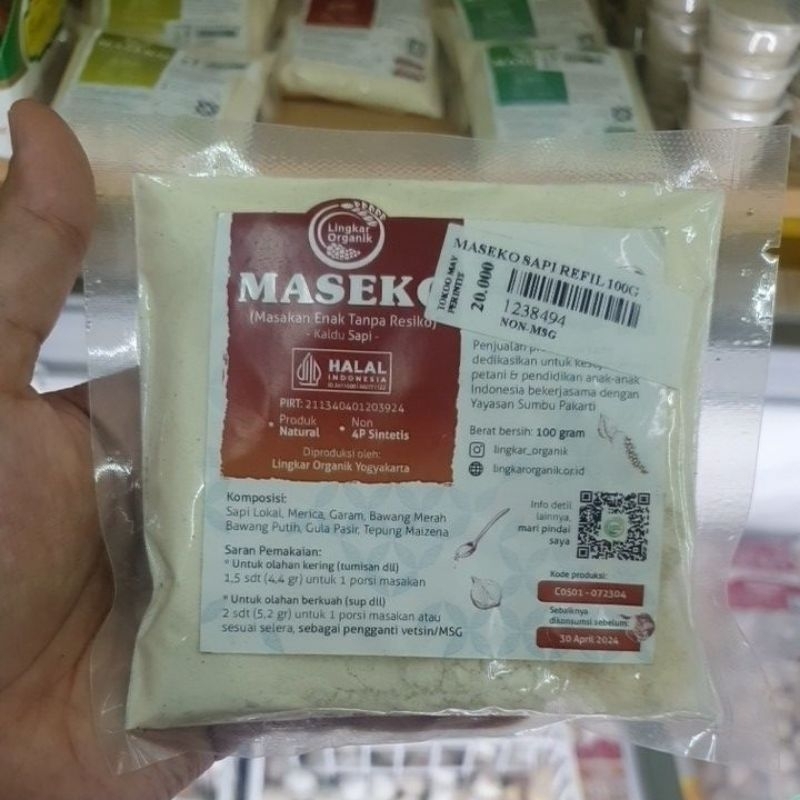 Lingkar
Organik
MASEKO
(Masakan Enak Tanpa Resiko)
- Kaldu Sapi -
HALAL
INDONESIA
PIRT: 211340401203924
• Produk
Natural
• Non
4P Sintetis
Diproduksi oleh:
Lingkar Organik Yogyakarta
TOKOO MAY
PERINTIS
20.000
MASEKO SAPI REFIL 100G
1238494
NON-MSG
Penjualan
dedikasikan untuk
petani & pendidikan anak-anak
Indonesia bekerjasama dengan
Yayasan Sumbu Pakarti
Berat bersih: 100 gram
lingkar_organik
lingkarorganik.or.id
Komposisi:
Sapi Lokal, Merica, Garam, Bawang Merah
Bawang Putih, Gula Pasir, Tepung Maizena
Saran Pemakaian:
* Untuk olahan kering (tumisan dll)
1,5 sdt (4,4 gr) untuk 1 porsi masakan
* Untuk olahan berkuah (sup dll)
2 sdt (5,2 gr) untuk 1 porsi masakan atau
sesuai selera, sebagai pengganti vetsin/MSG
Info detil
lainnya,
mari pindai
saya
Kode produksi:
C0501 - 072304
Sebaiknya
dikonsumsi sebelum:
30 April 2024